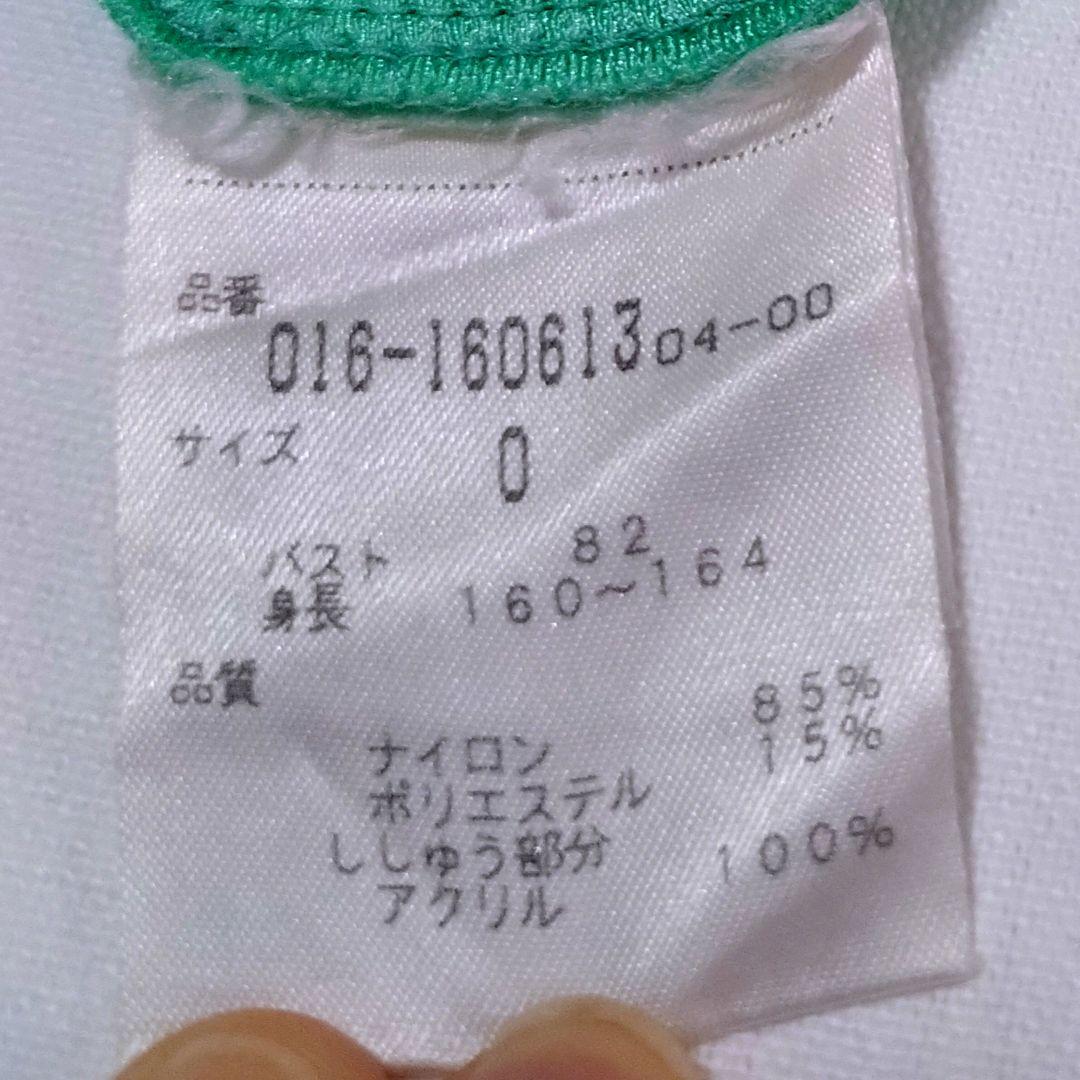 品番
016-160613 04-00
サイズ 0
バスト 82
身長 160~164
品質
ナイロン 85%
ポリエステル 15%
ししゅう部分
アクリル 100%